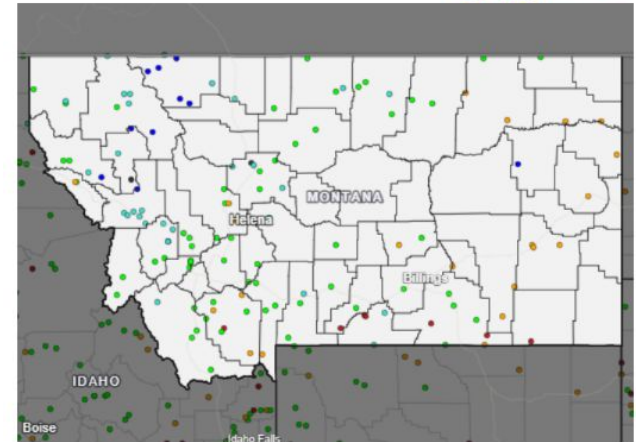 MONTANA
Helena
Billings
IDAHO
Boise
Idaho Falls